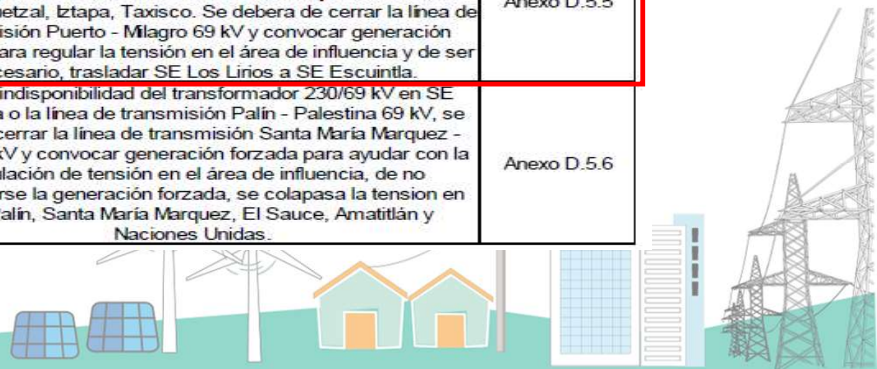 etzal, Iztapa, Taxisco. Se debera de cerrar la línea de
Puerto - Milagro 69 kV y convocar generación
para regular la tensión en el área de influencia y de ser
trasladar SE Los Lirios a SE Escuintla.
Anexo D.5.5
indisponibilidad del transformador 230/69 kV en SE
o la línea de transmisión Palín - Palestina 69 kV, se
cerrar la línea de transmisión Santa María Marquez -
kV y convocar generación forzada para ayudar con la
de tensión en el área de influencia, de no
la generación forzada, se colapasa la tension en
Palín, Santa María Marquez, El Sauce, Amatitlán y
Naciones Unidas.
Anexo D.5.6